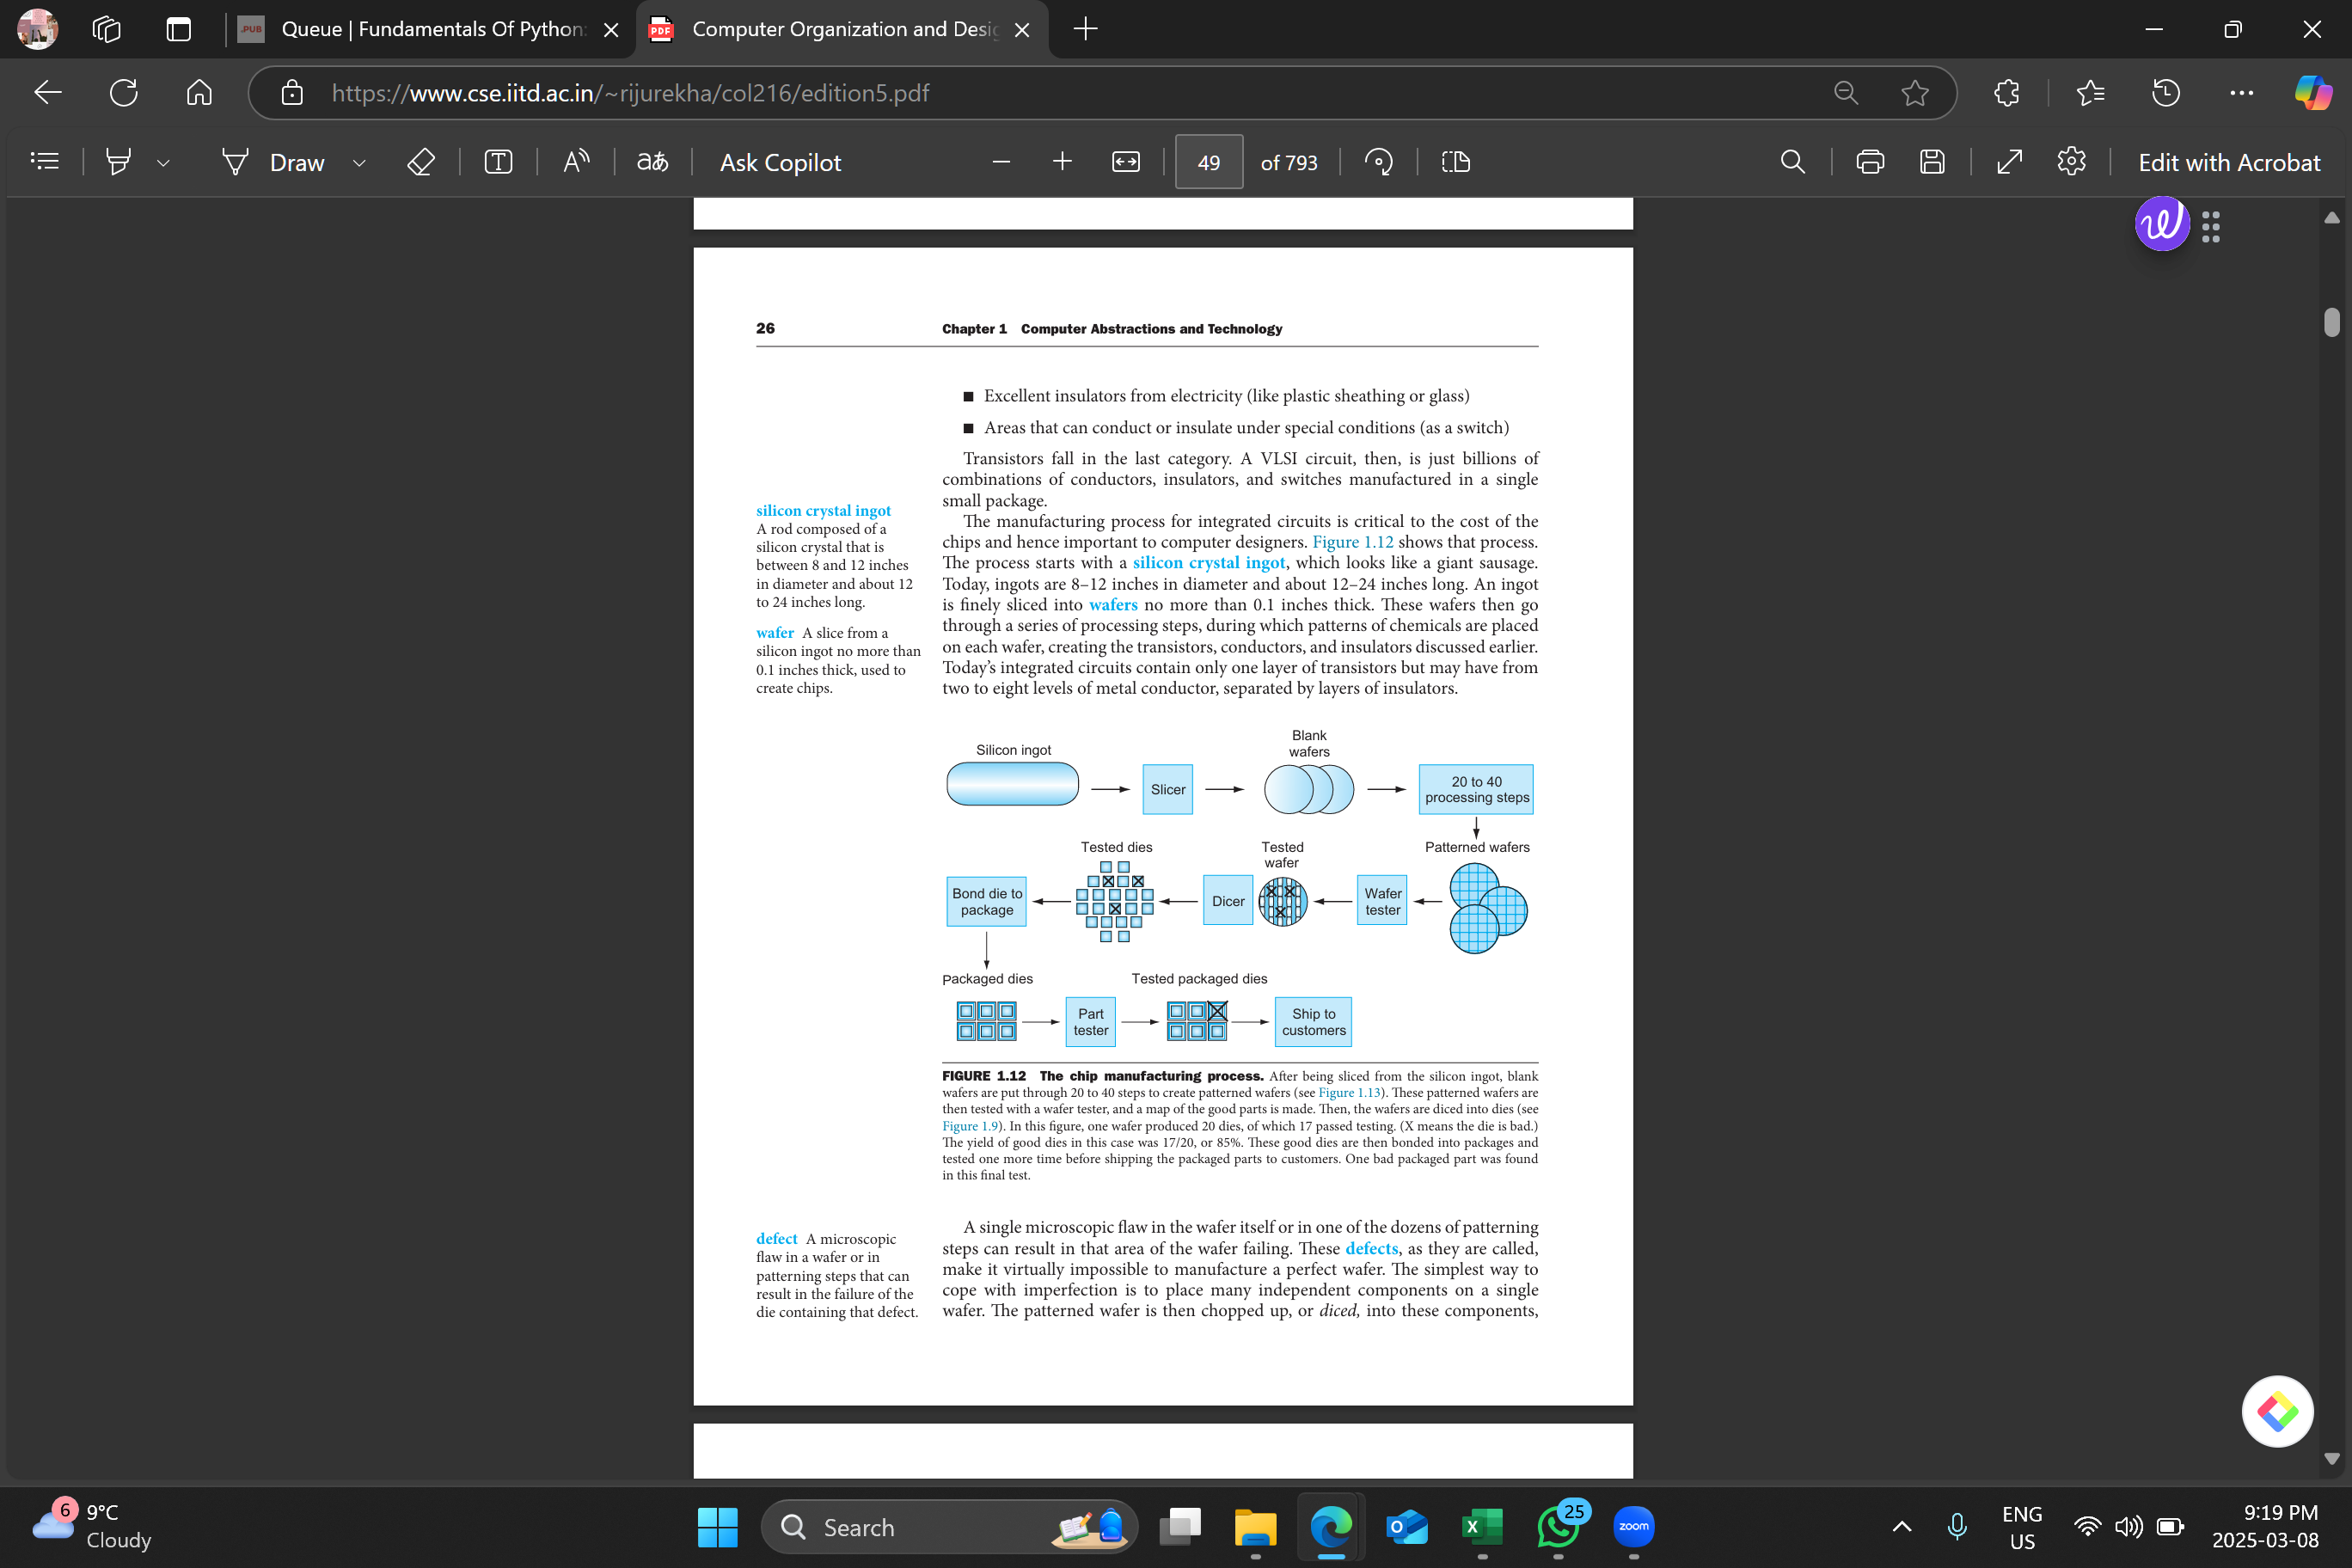 Queue | Fundamentals Of Python:
PDF
Computer Organization and Desig
https://www.cse.iitd.ac.in/~rijurekha/col216/edition5.pdf
Draw
Ask Copilot
49
of 793
Edit with Acrobat
26
Chapter 1 Computer Abstractions and Technology
■ Excellent insulators from electricity (like plastic sheathing or glass)
■ Areas that can conduct or insulate under special conditions (as a switch)
Transistors fall in the last category. A VLSI circuit, then, is just billions of
combinations of conductors, insulators, and switches manufactured in a single
small package.
silicon crystal ingot
A rod composed of a
silicon crystal that is
between 8 and 12 inches
in diameter and about 12
to 24 inches long.
wafer A slice from a
silicon ingot no more than
0.1 inches thick, used to
create chips.
The manufacturing process for integrated circuits is critical to the cost of the
chips and hence important to computer designers. Figure 1.12 shows that process.
The process starts with a silicon crystal ingot, which looks like a giant sausage.
Today, ingots are 8–12 inches in diameter and about 12–24 inches long. An ingot
is finely sliced into wafers no more than 0.1 inches thick. These wafers then go
through a series of processing steps, during which patterns of chemicals are placed
on each wafer, creating the transistors, conductors, and insulators discussed earlier.
Today's integrated circuits contain only one layer of transistors but may have from
two to eight levels of metal conductor, separated by layers of insulators.
Silicon ingot
Slicer
Blank
wafers
20 to 40
processing steps
Tested dies
Tested
wafer
Patterned wafers
Bond die to
package
Dicer
Wafer
tester
Packaged dies
Tested packaged dies
Part
tester
Ship to
customers
FIGURE 1.12 The chip manufacturing process. After being sliced from the silicon ingot, blank
wafers are put through 20 to 40 steps to create patterned wafers (see Figure 1.13). These patterned wafers are
then tested with a wafer tester, and a map of the good parts is made. Then, the wafers are diced into dies (see
Figure 1.9). In this figure, one wafer produced 20 dies, of which 17 passed testing. (X means the die is bad.)
The yield of good dies in this case was 17/20, or 85%. These good dies are then bonded into packages and
tested one more time before shipping the packaged parts to customers. One bad packaged part was found
in this final test.
defect A microscopic
flaw in a wafer or in
patterning steps that can
result in the failure of the
die containing that defect.
A single microscopic flaw in the wafer itself or in one of the dozens of patterning
steps can result in that area of the wafer failing. These defects, as they are called,
make it virtually impossible to manufacture a perfect wafer. The simplest way to
cope with imperfection is to place many independent components on a single
wafer. The patterned wafer is then chopped up, or diced, into these components,
6
9°C
Cloudy
Search
25
zoom
ENG
US
9:19 PM
2025-03-08